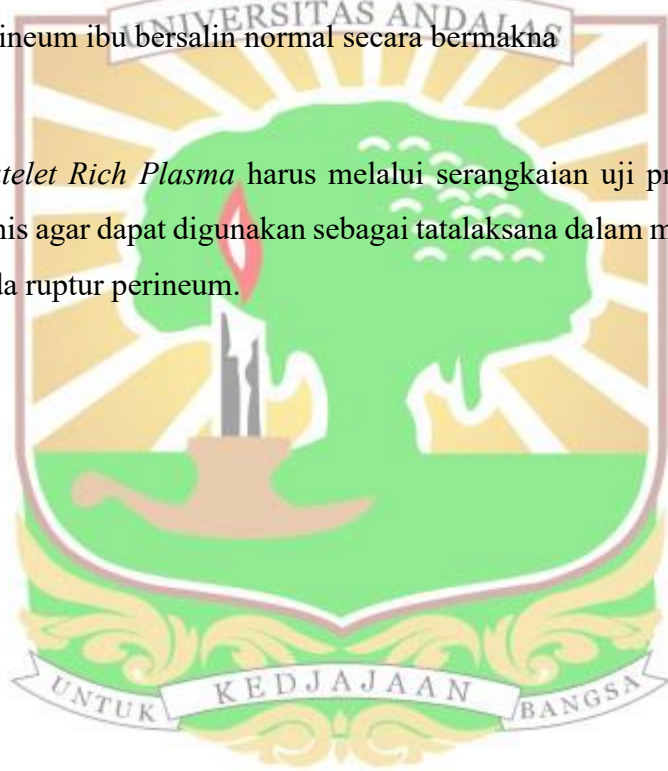 UNIVERSITAS ANDALAS
ineum ibu bersalin normal secara bermakna
telet Rich Plasma harus melalui serangkaian uji pr
nis agar dapat digunakan sebagai tatalaksana dalam m
da ruptur perineum.
UNTUK KEDJAJAAN BANGSA